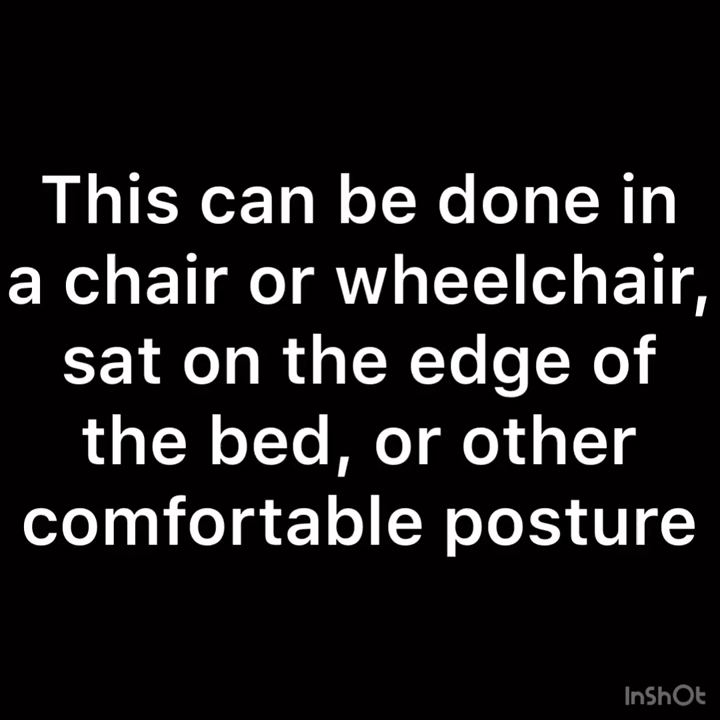 This can be done in
a chair or wheelchair,
sat on the edge of
the bed, or other
comfortable posture
InShOt